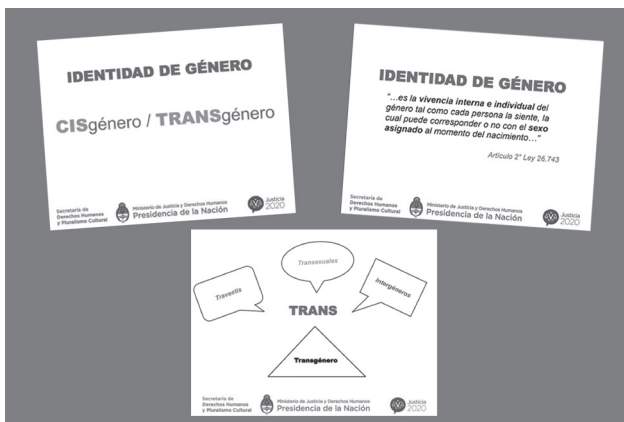 IDENTIDAD DE GÉNERO
CISgénero / TRANSgénero
Secretaría de
Derechos Humanos
y Pluralismo Cultural
Ministerio de Justicia y Derechos Humanos
Presidencia de la Nación
Justicia
2020
IDENTIDAD DE GÉNERO
"...es la vivencia interna e individual del
género tal como cada persona la siente, la
cual puede corresponder o no con el sexo
asignado al momento del nacimiento..."
Artículo 2° Ley 26.743
Secretaría de
Derechos Humanos
y Pluralismo Cultural
Ministerio de Justicia y Derechos Humanos
Presidencia de la Nación
Justicia
2020
Transexuales
Travestis
Intergéneros
TRANS
Transgénero
Secretaría de
Derechos Humanos
y Pluralismo Cultural
Ministerio de Justicia y Derechos Humanos
Presidencia de la Nación
Justicia
2020